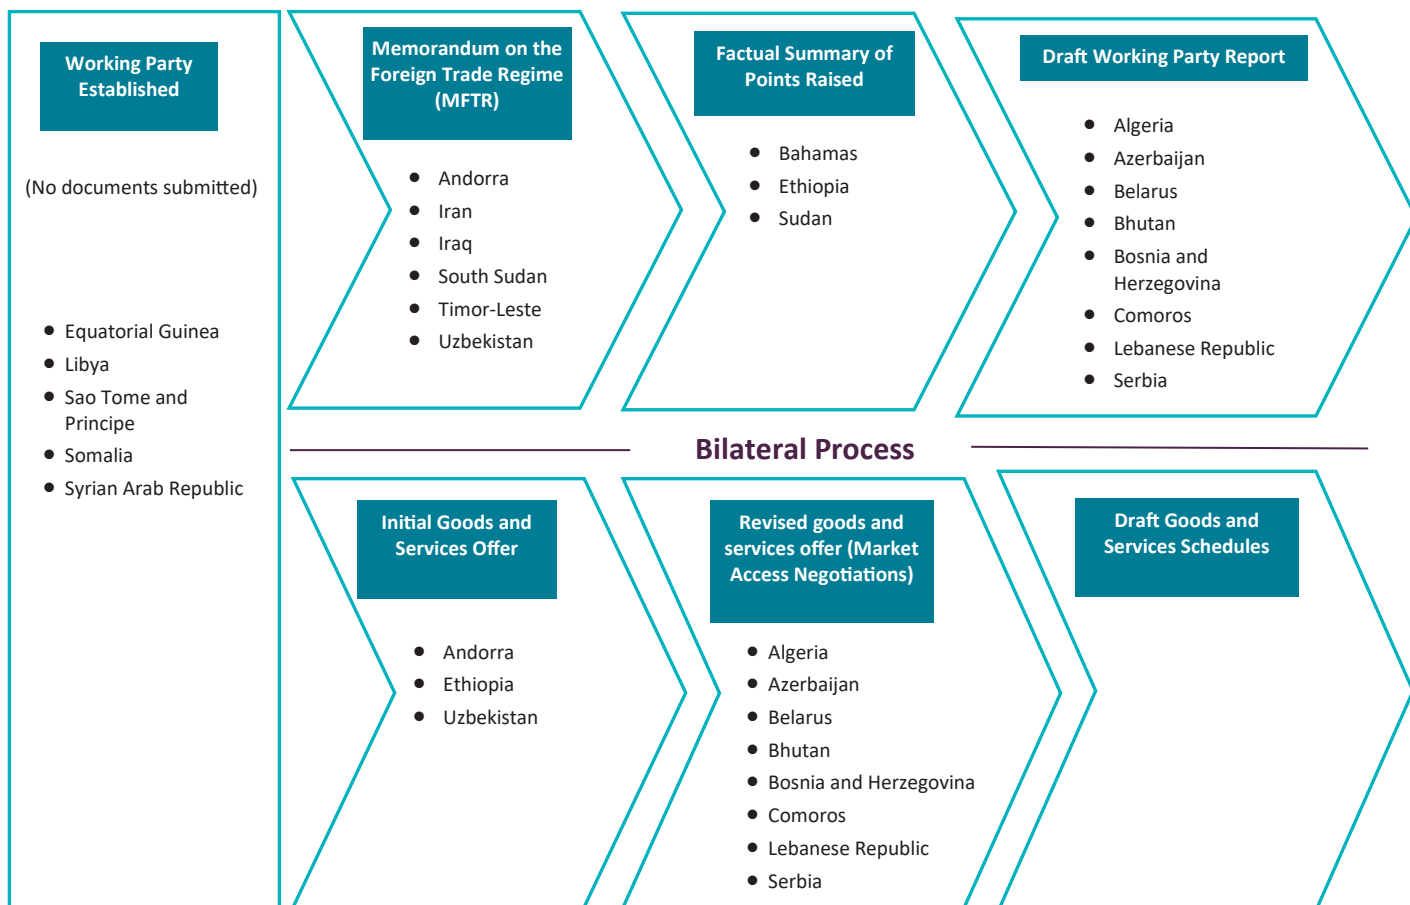 Working Party
Established
(No documents submitted)
● Equatorial Guinea
● Libya
● Sao Tome and
Principe
● Somalia
● Syrian Arab Republic
Memorandum on the
Foreign Trade Regime
(MFTR)
● Andorra
● Iran
● Iraq
● South Sudan
● Timor-Leste
● Uzbekistan
Factual Summary of
Points Raised
● Bahamas
● Ethiopia
● Sudan
Draft Working Party Report
● Algeria
● Azerbaijan
● Belarus
● Bhutan
● Bosnia and
Herzegovina
● Comoros
● Lebanese Republic
● Serbia
Bilateral Process
Initial Goods and
Services Offer
● Andorra
● Ethiopia
● Uzbekistan
Revised goods and
services offer (Market
Access Negotiations)
● Algeria
● Azerbaijan
● Belarus
● Bhutan
● Bosnia and Herzegovina
● Comoros
● Lebanese Republic
● Serbia
Draft Goods and
Services Schedules